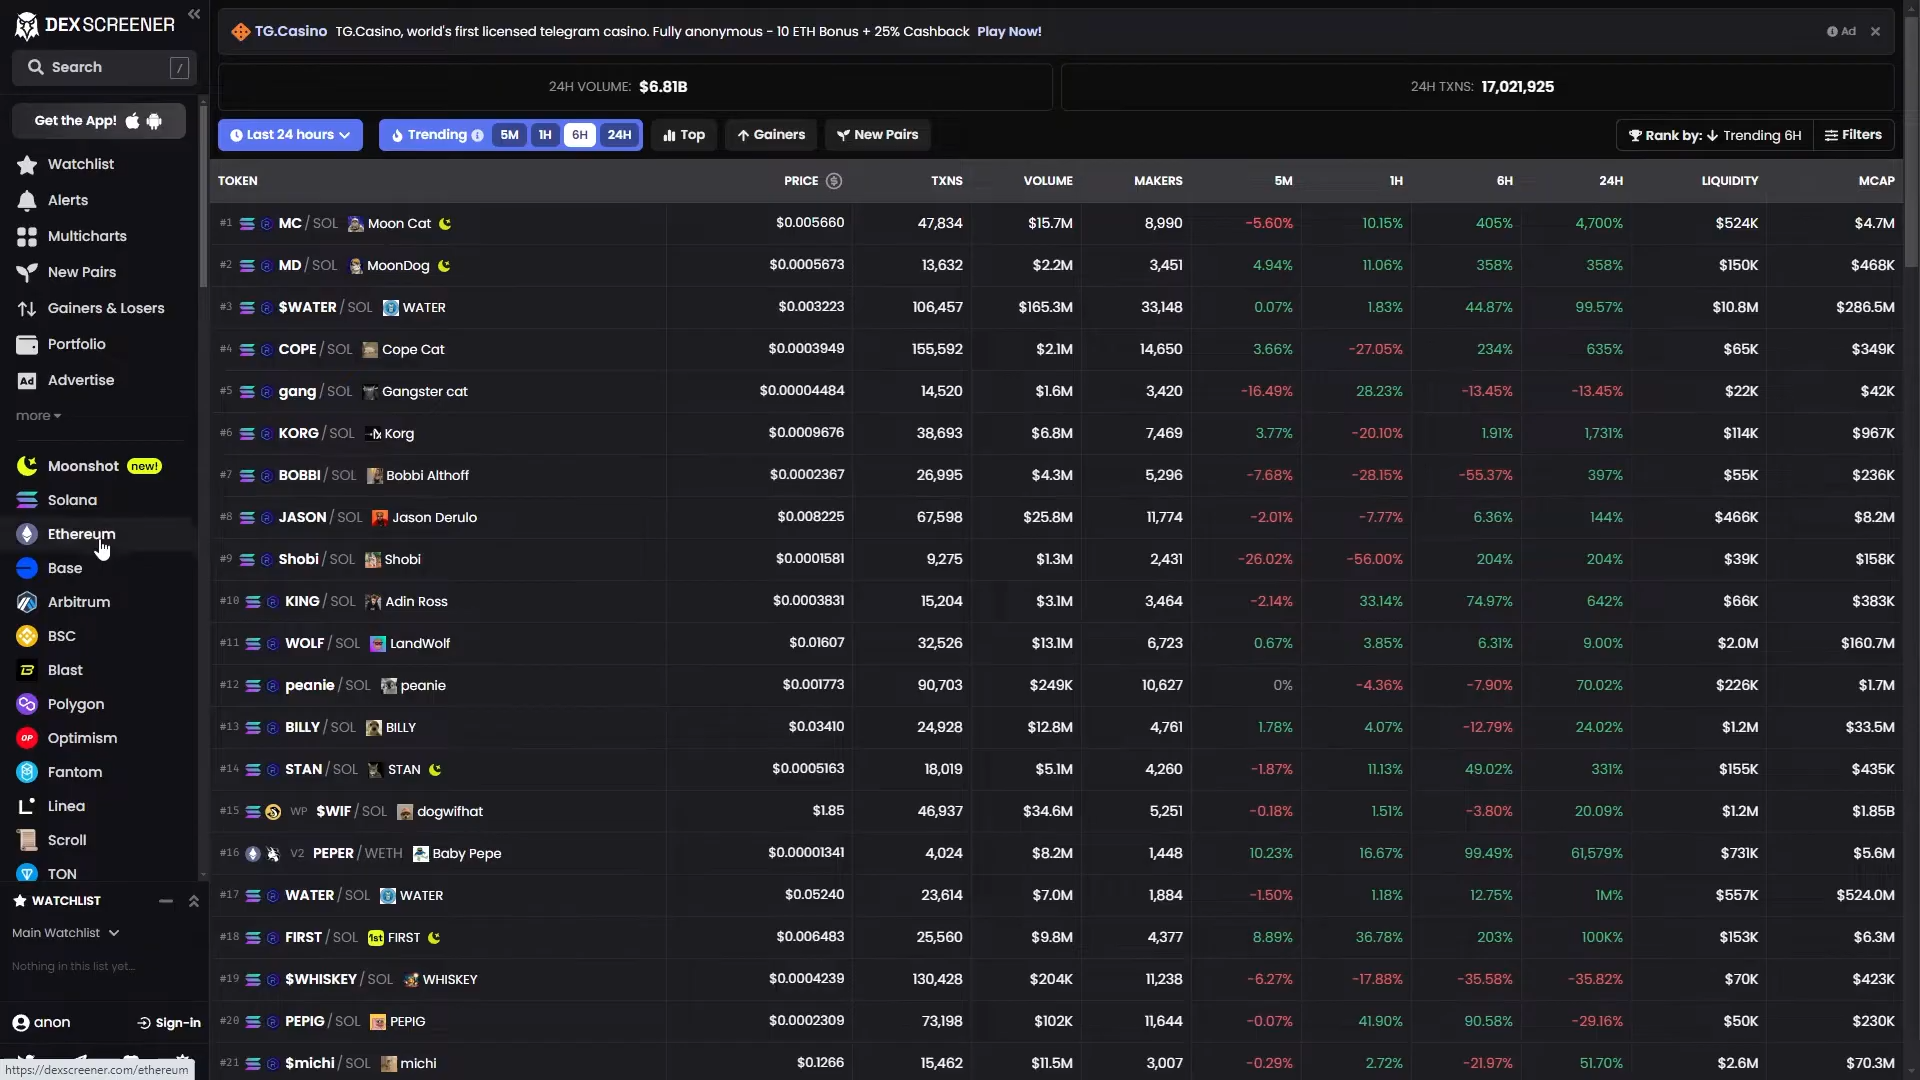 DEX SCREENER
TG.Casino TG.Casino, world's first licensed telegram casino. Fully anonymous - 10 ETH Bonus + 25% Cashback Play Now!
Ad
Search /
24H VOLUME: $6.81B
24H TXNS: 17,021,925
Get the App!
Last 24 hours Trending 5M 1H 6H 24H Top Gainers New Pairs Rank by: Trending 6H Filters
Watchlist
Alerts
Multicharts
New Pairs
Gainers & Losers
Portfolio
Ad Advertise
more
Moonshot new!
Solana
Ethereum
Base
Arbitrum
BSC
Blast
Polygon
OP Optimism
Fantom
Linea
Scroll
TON
WATCHLIST
Main Watchlist
Nothing in this list yet...
anon Sign-in
https://dexscreener.com/ethereum
TOKEN PRICE TXNS VOLUME MAKERS 5M 1H 6H 24H LIQUIDITY MCAP
#1 MC / SOL Moon Cat $0.005660 47,834 $15.7M 8,990 -5.60% 10.15% 405% 4,700% $524K $4.7M
#2 MD / SOL MoonDog $0.0005673 13,632 $2.2M 3,451 4.94% 11.06% 358% 358% $150K $468K
#3 $WATER / SOL WATER $0.003223 106,457 $165.3M 33,148 0.07% 1.83% 44.87% 99.57% $10.8M $286.5M
#4 COPE / SOL Cope Cat $0.0003949 155,592 $2.1M 14,650 3.66% -27.05% 234% 635% $65K $349K
#5 gang / SOL Gangster cat $0.00004484 14,520 $1.6M 3,420 -16.49% 28.23% -13.45% -13.45% $22K $42K
#6 KORG / SOL Korg $0.0009676 38,693 $6.8M 7,469 3.77% -20.10% 1.91% 1,731% $114K $967K
#7 BOBBI / SOL Bobbi Althoff $0.0002367 26,995 $4.3M 5,296 -7.68% -28.15% -55.37% 397% $55K $236K
#8 JASON / SOL Jason Derulo $0.008225 67,598 $25.8M 11,774 -2.01% -7.77% 6.36% 144% $466K $8.2M
#9 Shobi / SOL Shobi $0.0001581 9,275 $1.3M 2,431 -26.02% -56.00% 204% 204% $39K $158K
#10 KING / SOL Adin Ross $0.0003831 15,204 $3.1M 3,464 -2.14% 33.14% 74.97% 642% $66K $383K
#11 WOLF / SOL LandWolf $0.01607 32,526 $13.1M 6,723 0.67% 3.85% 6.31% 9.00% $2.0M $160.7M
#12 peanie / SOL peanie $0.001773 90,703 $249K 10,627 0% -4.36% -7.90% 70.02% $226K $1.7M
#13 BILLY / SOL BILLY $0.03410 24,928 $12.8M 4,761 1.78% 4.07% -12.79% 24.02% $1.2M $33.5M
#14 STAN / SOL STAN $0.0005163 18,019 $5.1M 4,260 -1.87% 11.13% 49.02% 331% $155K $435K
#15 WP $WIF / SOL dogwifhat $1.85 46,937 $34.6M 5,251 -0.18% 1.51% -3.80% 20.09% $1.2M $1.85B
#16 V2 PEPER / WETH Baby Pepe $0.00001341 4,024 $8.2M 1,448 10.23% 16.67% 99.49% 61,579% $731K $5.6M
#17 WATER / SOL WATER $0.05240 23,614 $7.0M 1,884 -1.50% 1.18% 12.75% 1M% $557K $524.0M
#18 FIRST / SOL 1st FIRST $0.006483 25,560 $9.8M 4,377 8.89% 36.78% 203% 100K% $153K $6.3M
#19 $WHISKEY / SOL WHISKEY $0.0004239 130,428 $204K 11,238 -6.27% -17.88% -35.58% -35.82% $70K $423K
#20 PEPIG / SOL PEPIG $0.0002309 73,198 $102K 11,644 -0.07% 41.90% 90.58% -29.16% $50K $230K
#21 $michi / SOL michi $0.1266 15,462 $11.5M 3,007 -0.29% 2.72% -21.97% 51.70% $2.6M $70.3M